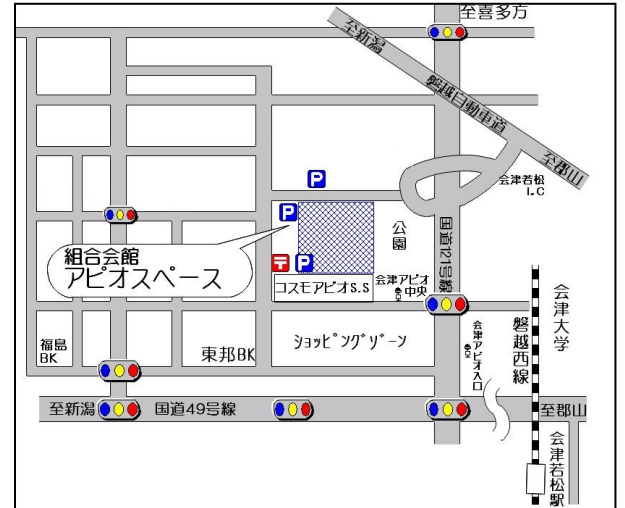 至喜多方
至新潟
磐越自動車道
至郡山
会津若松
I.C
P
P
公園
国道121号線
組合会館
アピオスペース
〒 P
コスモアピオS.S
会津アピオ
中央
会津大学
福島
BK
東邦BK
ショッピングゾーン
会津アピオ入口
磐越西線
至新潟
国道49号線
至郡山
会津若松駅